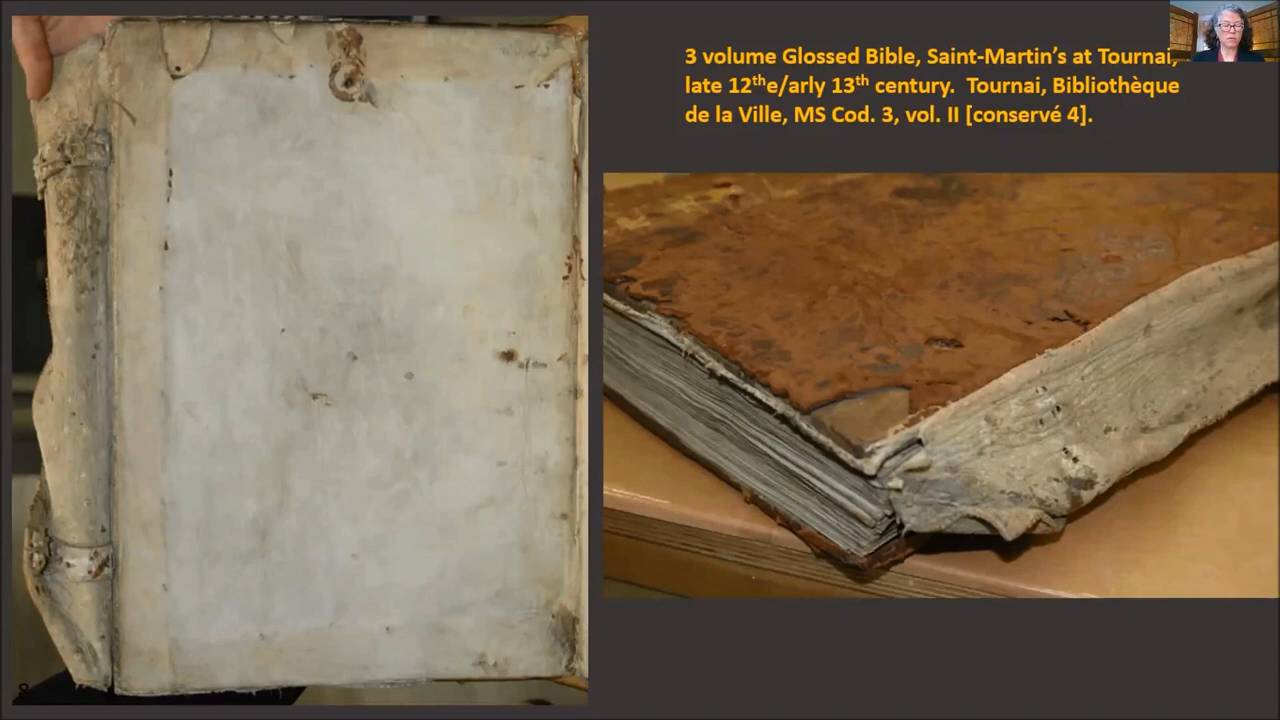 3 volume Glossed Bible, Saint-Martin's at Tournai,
late 12the/arly 13th century. Tournai, Bibliothèque
de la Ville, MS Cod. 3, vol. II [conservé 4].